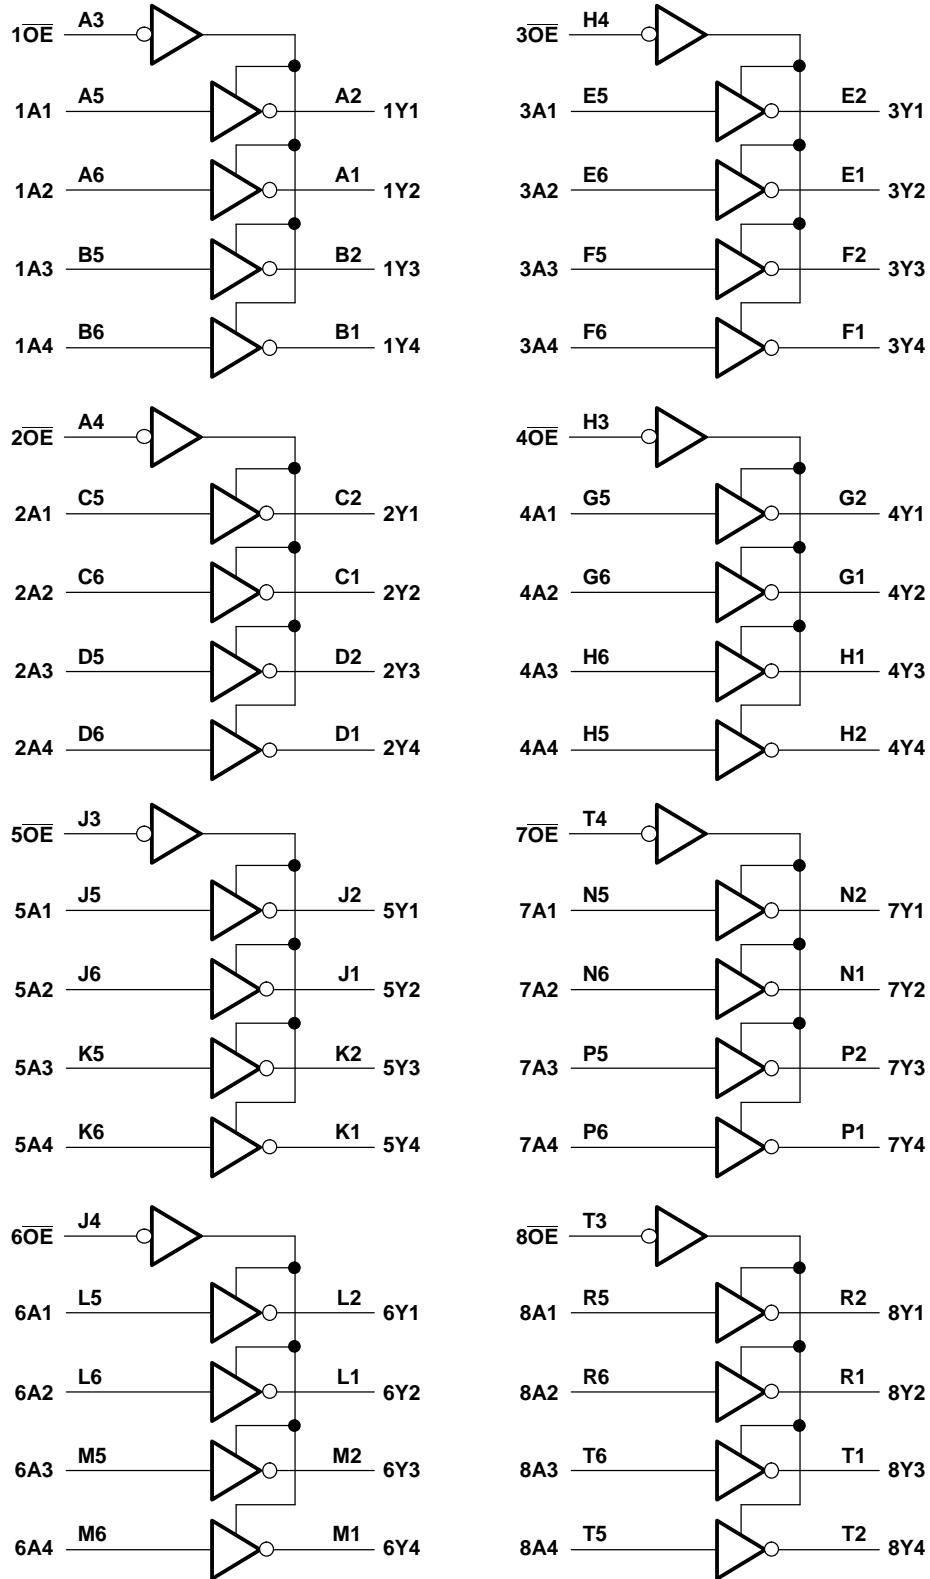 1OE A3
1A1 A5 A2 1Y1
1A2 A6 A1 1Y2
1A3 B5 B2 1Y3
1A4 B6 B1 1Y4
3OE H4
3A1 E5 E2 3Y1
3A2 E6 E1 3Y2
3A3 F5 F2 3Y3
3A4 F6 F1 3Y4
2OE A4
2A1 C5 C2 2Y1
2A2 C6 C1 2Y2
2A3 D5 D2 2Y3
2A4 D6 D1 2Y4
4OE H3
4A1 G5 G2 4Y1
4A2 G6 G1 4Y2
4A3 H6 H1 4Y3
4A4 H5 H2 4Y4
5OE J3
5A1 J5 J2 5Y1
5A2 J6 J1 5Y2
5A3 K5 K2 5Y3
5A4 K6 K1 5Y4
7OE T4
7A1 N5 N2 7Y1
7A2 N6 N1 7Y2
7A3 P5 P2 7Y3
7A4 P6 P1 7Y4
6OE J4
6A1 L5 L2 6Y1
6A2 L6 L1 6Y2
6A3 M5 M2 6Y3
6A4 M6 M1 6Y4
8OE T3
8A1 R5 R2 8Y1
8A2 R6 R1 8Y2
8A3 T6 T1 8Y3
8A4 T5 T2 8Y4